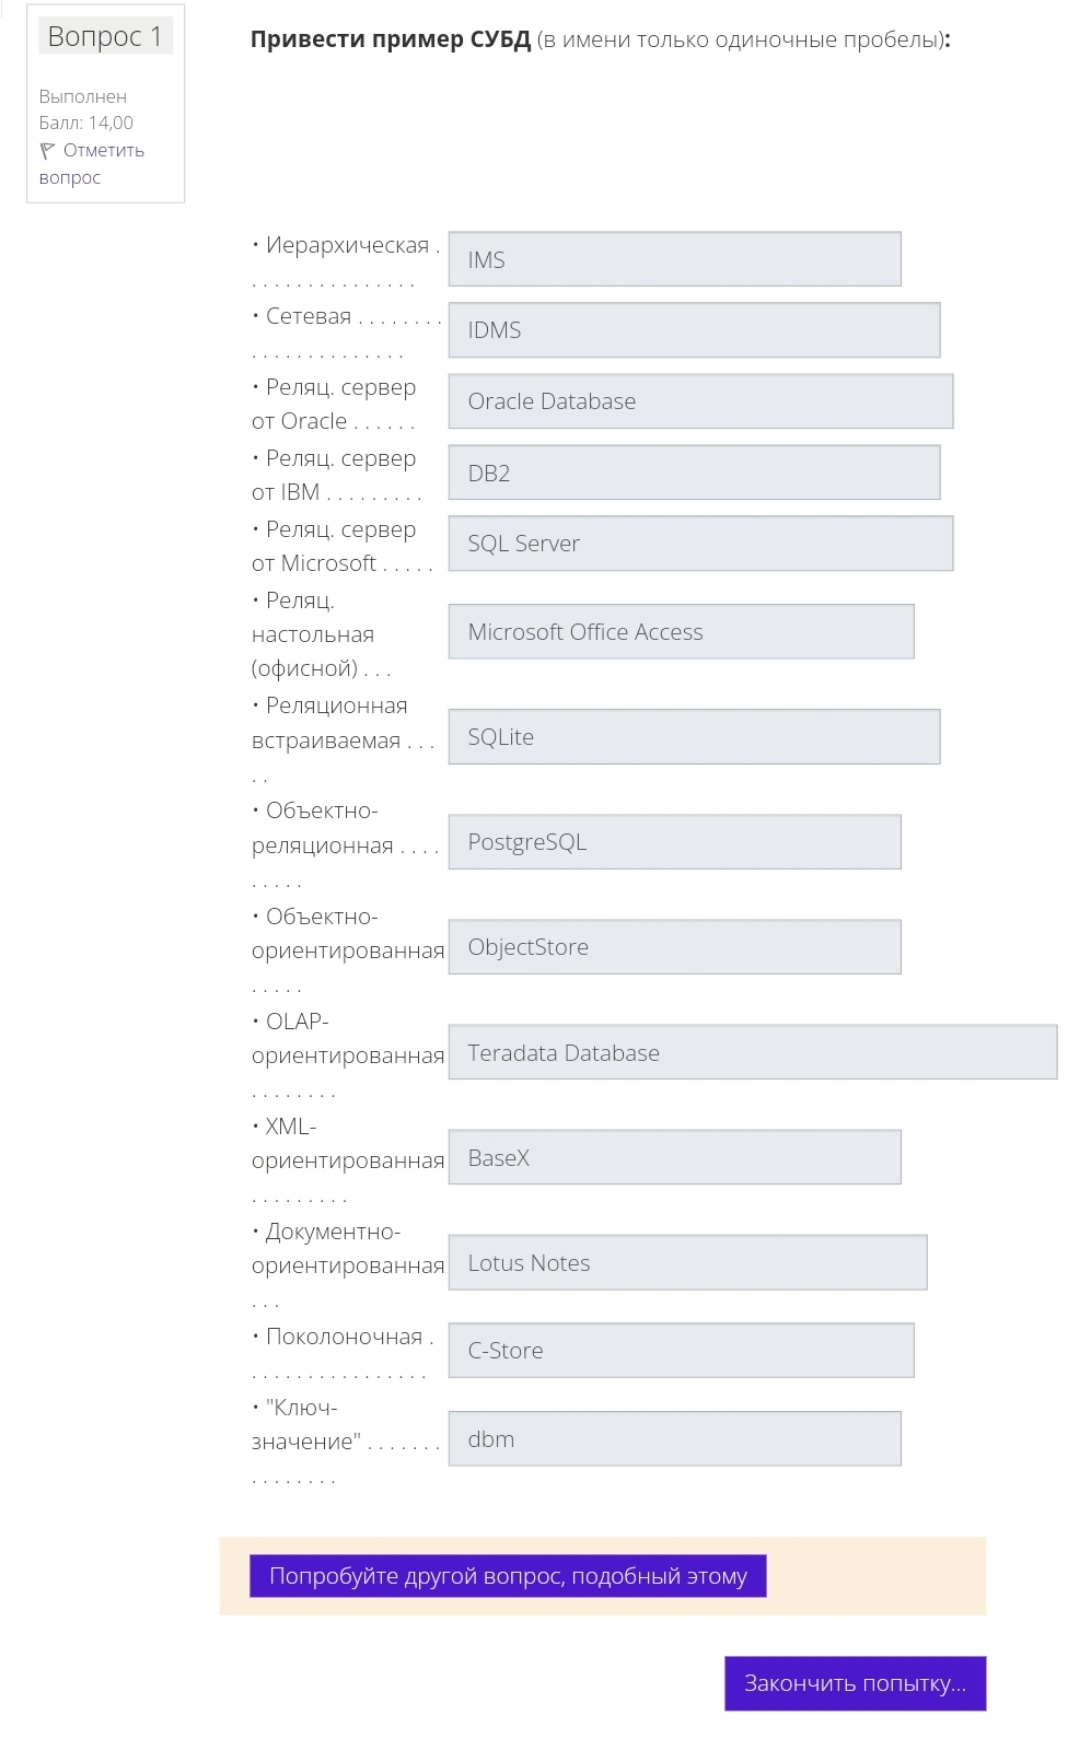 Вопрос 1
Выполнен
Балл: 14,00
Отметить
вопрос
Привести пример СУБД (в имени только одиночные пробелы):
• Иерархическая .
. . . . . . . . . . . . . . .
IMS
• Сетевая . . . . . . . .
. . . . . . . . . . . . . .
IDMS
• Реляц. сервер
от Oracle . . . . . .
Oracle Database
• Реляц. сервер
от IBM . . . . . . . . .
DB2
• Реляц. сервер
от Microsoft . . . . .
SQL Server
• Реляц.
настольная
(офисной) . . .
Microsoft Office Access
• Реляционная
встраиваемая . . .
. .
SQLite
• Объектно-
реляционная . . . .
. . . . .
PostgreSQL
• Объектно-
ориентированная
. . . . .
ObjectStore
• OLAP-
ориентированная
. . . . . . . .
Teradata Database
• XML-
ориентированная
. . . . . . . . .
BaseX
• Документно-
ориентированная
. . .
Lotus Notes
• Поколоночная .
. . . . . . . . . . . . . . . .
C-Store
• "Ключ-
значение" . . . . . . .
. . . . . . . .
dbm
Попробуйте другой вопрос, подобный этому
Закончить попытку...